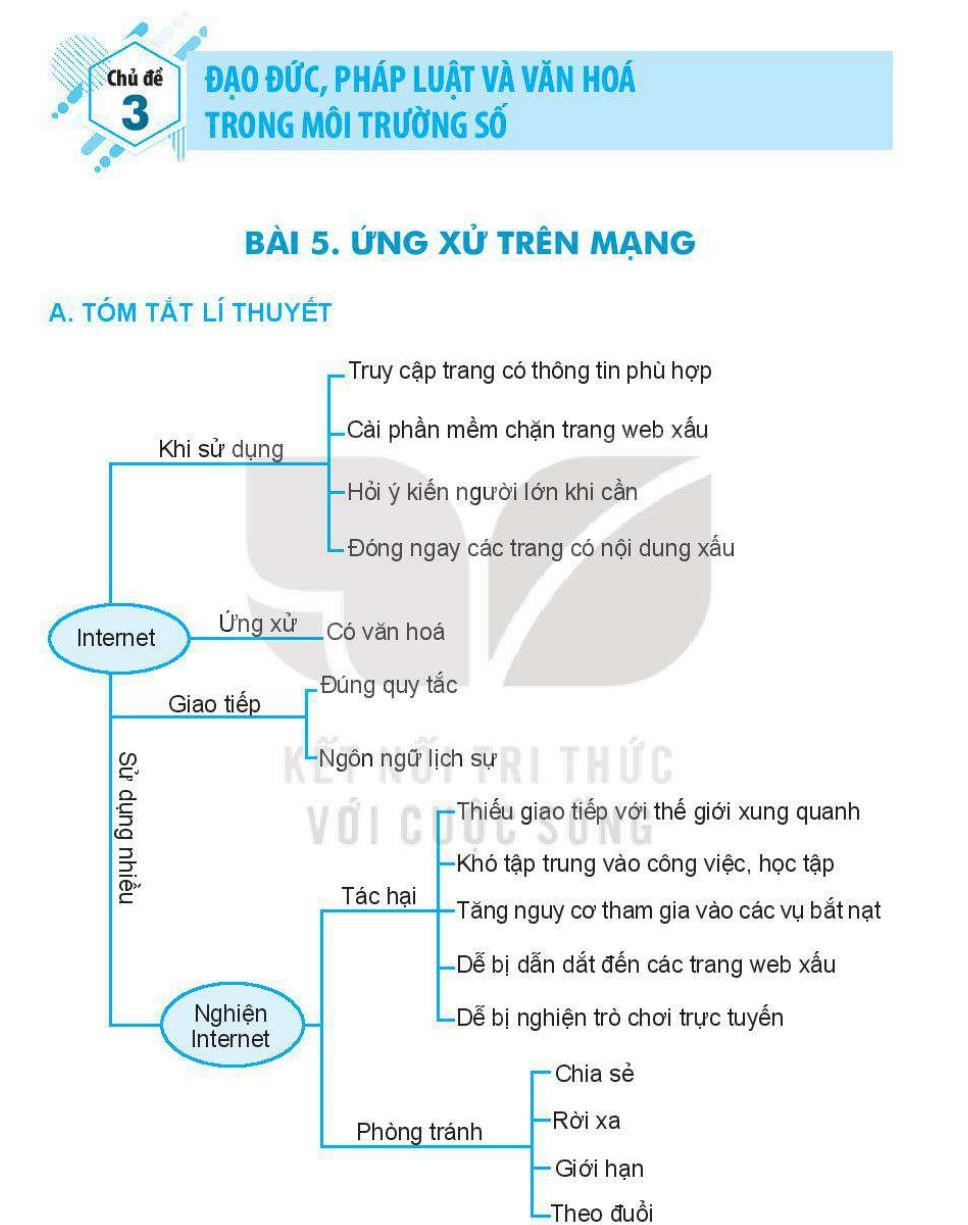 Chủ đề
3
ĐẠO ĐỨC, PHÁP LUẬT VÀ VĂN HOÁ
TRONG MÔI TRƯỜNG SỐ
BÀI 5. ỨNG XỬ TRÊN MẠNG
A. TÓM TẮT LÍ THUYẾT
Internet
Khi sử dụng
Truy cập trang có thông tin phù hợp
Cài phần mềm chặn trang web xấu
Hỏi ý kiến người lớn khi cần
Đóng ngay các trang có nội dung xấu
Ứng xử
Có văn hoá
Giao tiếp
Đúng quy tắc
Ngôn ngữ lịch sự
KẾT NỐI TRI THỨC
VỚI CUỘC SỐNG
Sử dụng nhiều
Nghiện
Internet
Tác hại
Thiếu giao tiếp với thế giới xung quanh
Khó tập trung vào công việc, học tập
Tăng nguy cơ tham gia vào các vụ bắt nạt
Dễ bị dẫn dắt đến các trang web xấu
Dễ bị nghiện trò chơi trực tuyến
Phòng tránh
Chia sẻ
Rời xa
Giới hạn
Theo đuổi